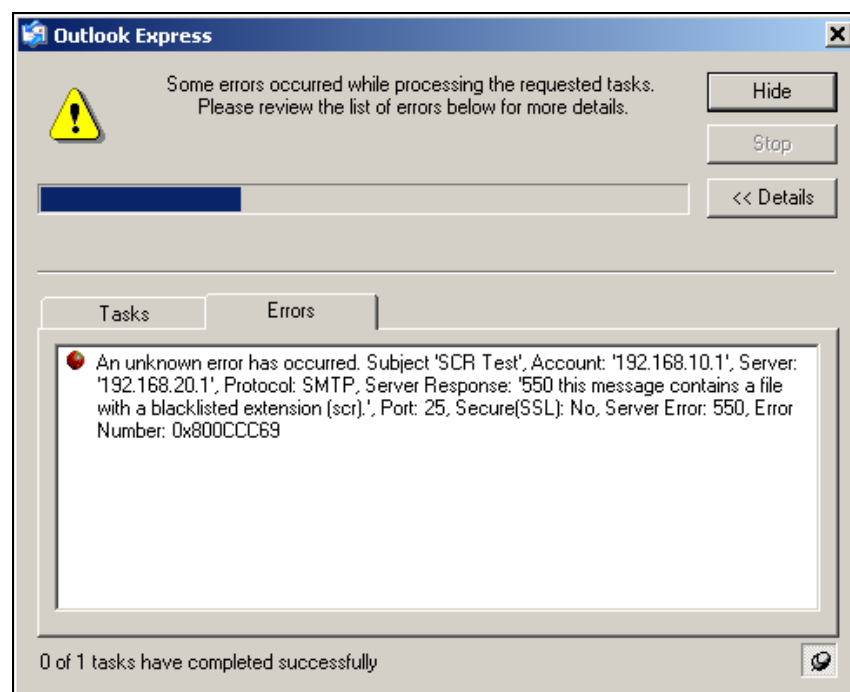 Outlook Express
Some errors occurred while processing the requested tasks.
Please review the list of errors below for more details.
Hide
Stop
<< Details
Tasks
Errors
An unknown error has occurred. Subject 'SCR Test', Account: '192.168.10.1', Server:
'192.168.20.1', Protocol: SMTP, Server Response: '550 this message contains a file
with a blacklisted extension (scr).', Port: 25, Secure(SSL): No, Server Error: 550, Error
Number: 0x800CCC69
0 of 1 tasks have completed successfully